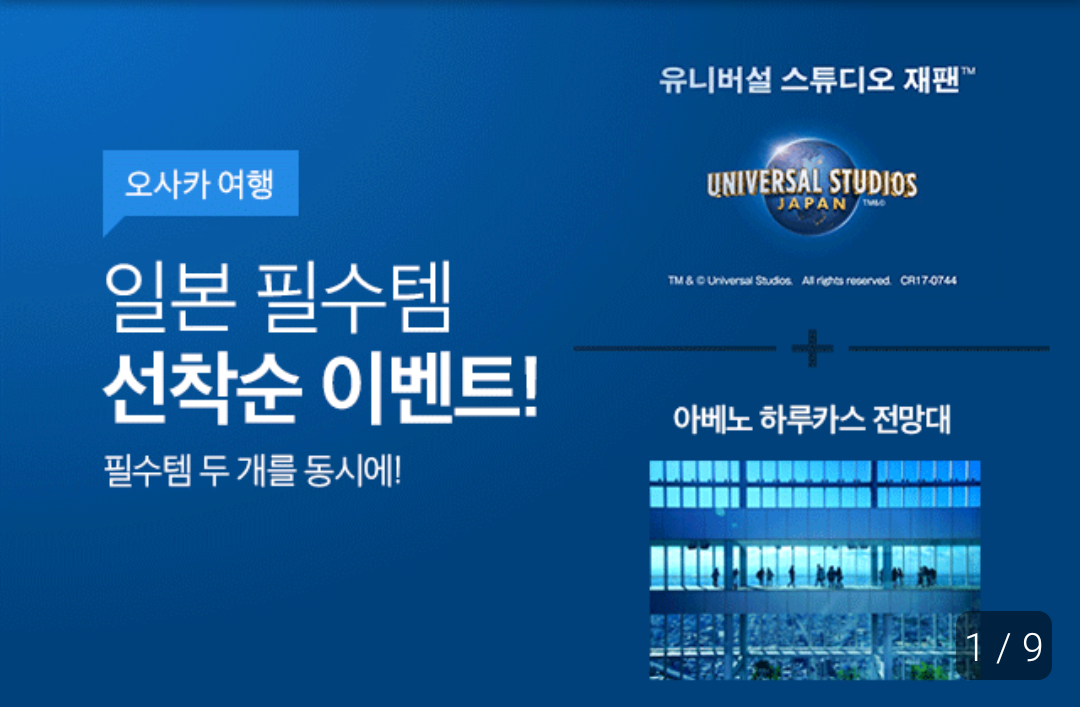 오사카 여행
일본 필수템
선착순 이벤트!
필수템 두 개를 동시에!
유니버설 스튜디오 재팬™
UNIVERSAL STUDIOS
JAPAN TM&©
TM & © Universal Studios. All rights reserved. CR17-0744
+
아베노 하루카스 전망대
1 / 9